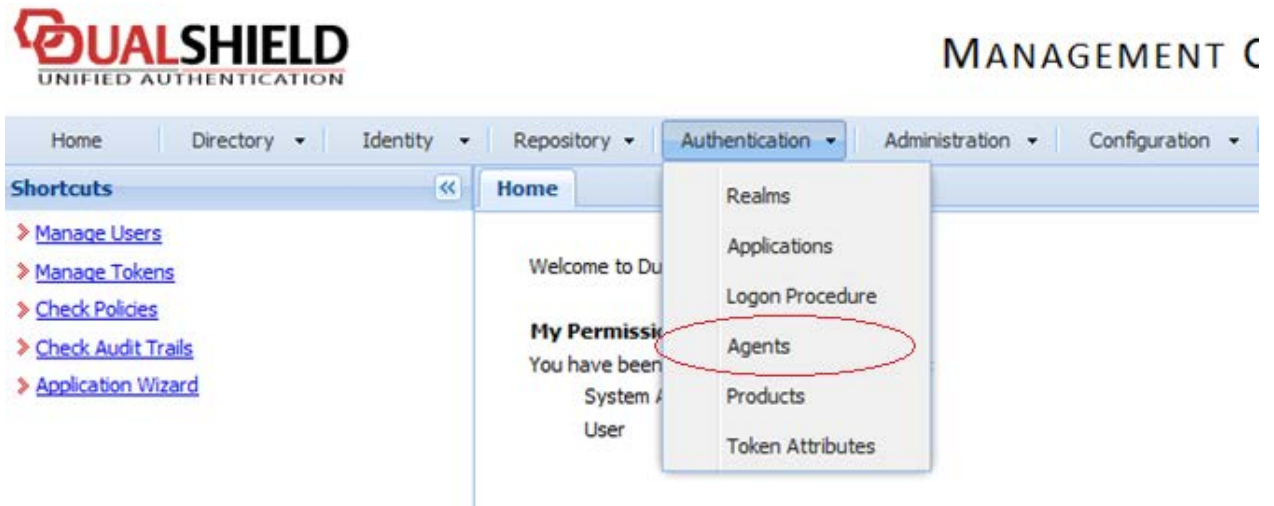 DUALSHIELD
UNIFIED AUTHENTICATION
MANAGEMENT
Home Directory Identity Repository Authentication Administration Configuration
Shortcuts
Manage Users
Manage Tokens
Check Policies
Check Audit Trails
Application Wizard
Home
Welcome to Du
My Permissi
You have been
System A
User
Realms
Applications
Logon Procedure
Agents
Products
Token Attributes